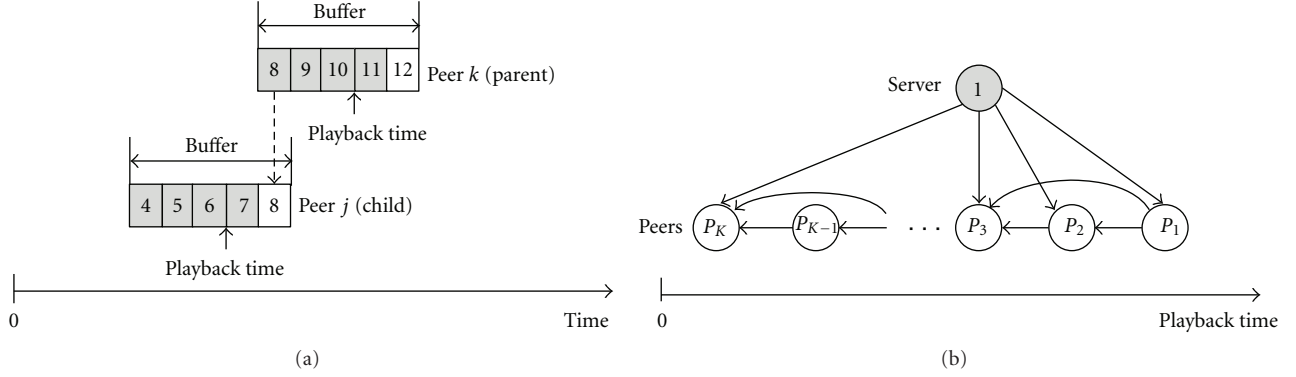 Buffer
8 9 10 11 12
Peer k (parent)
Playback time
Buffer
4 5 6 7 8
Peer j (child)
Playback time
0
Time
(a)
Server
1
Peers
P_K
P_{K−1}
· · ·
P_3
P_2
P_1
0
Playback time
(b)